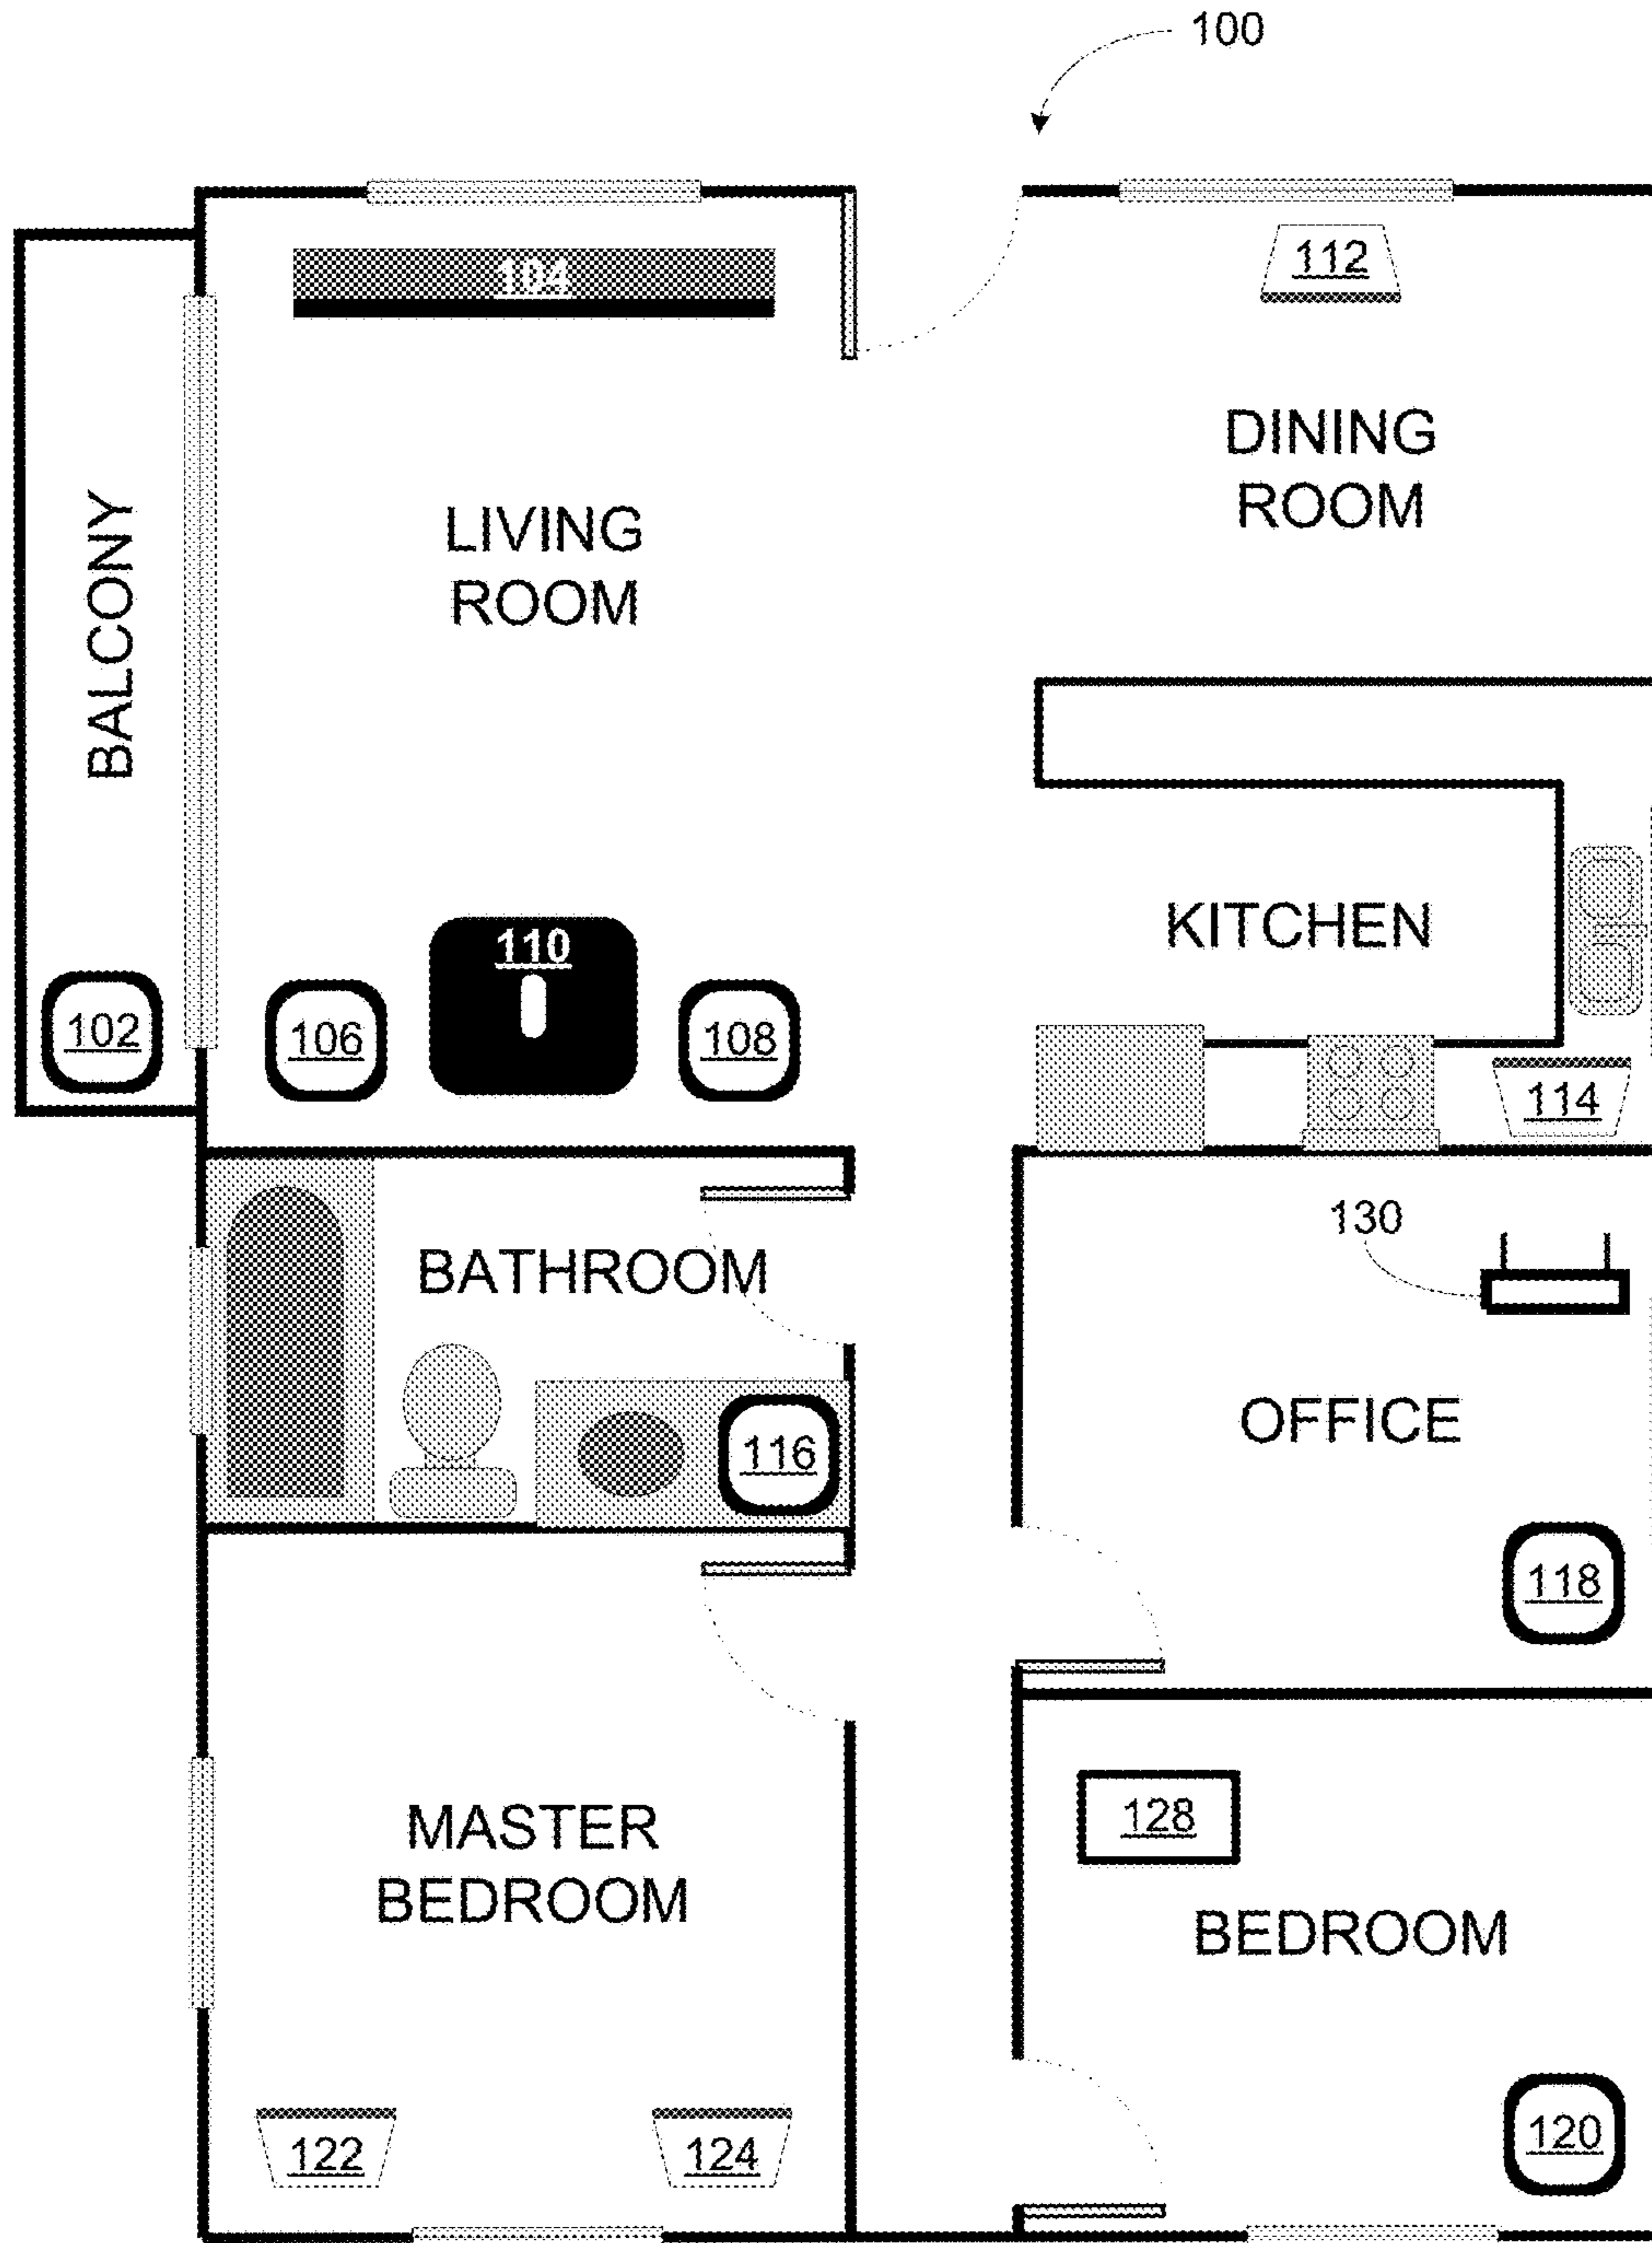 100
104
112
DINING
ROOM
LIVING
ROOM
BALCONY
KITCHEN
110
102
106
108
114
130
BATHROOM
OFFICE
116
118
128
MASTER
BEDROOM
BEDROOM
122
124
120